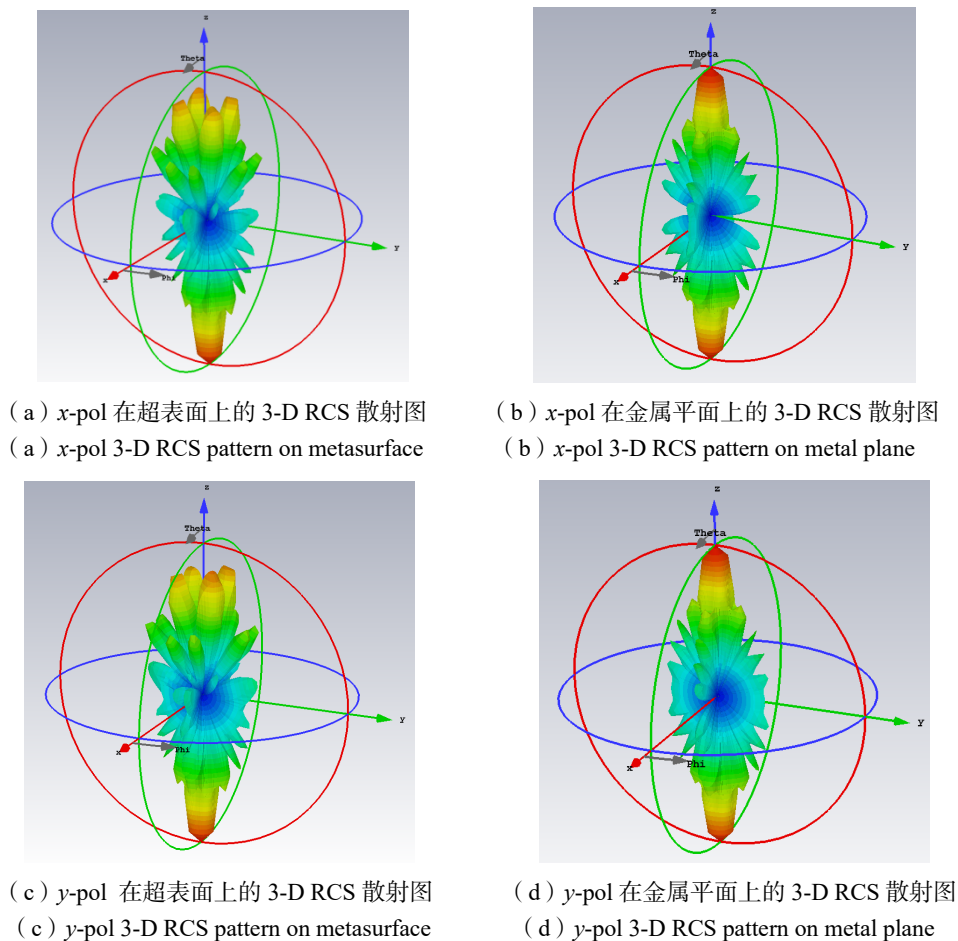 z
Theta
y
x
Phi
z
Theta
y
x
Phi
（a）x-pol 在超表面上的 3-D RCS 散射图
（b）x-pol 在金属平面上的 3-D RCS 散射图
（a）x-pol 3-D RCS pattern on metasurface
（b）x-pol 3-D RCS pattern on metal plane
z
Theta
y
x
Phi
z
Theta
y
x
Phi
（c）y-pol 在超表面上的 3-D RCS 散射图
（d）y-pol 在金属平面上的 3-D RCS 散射图
（c）y-pol 3-D RCS pattern on metasurface
（d）y-pol 3-D RCS pattern on metal plane